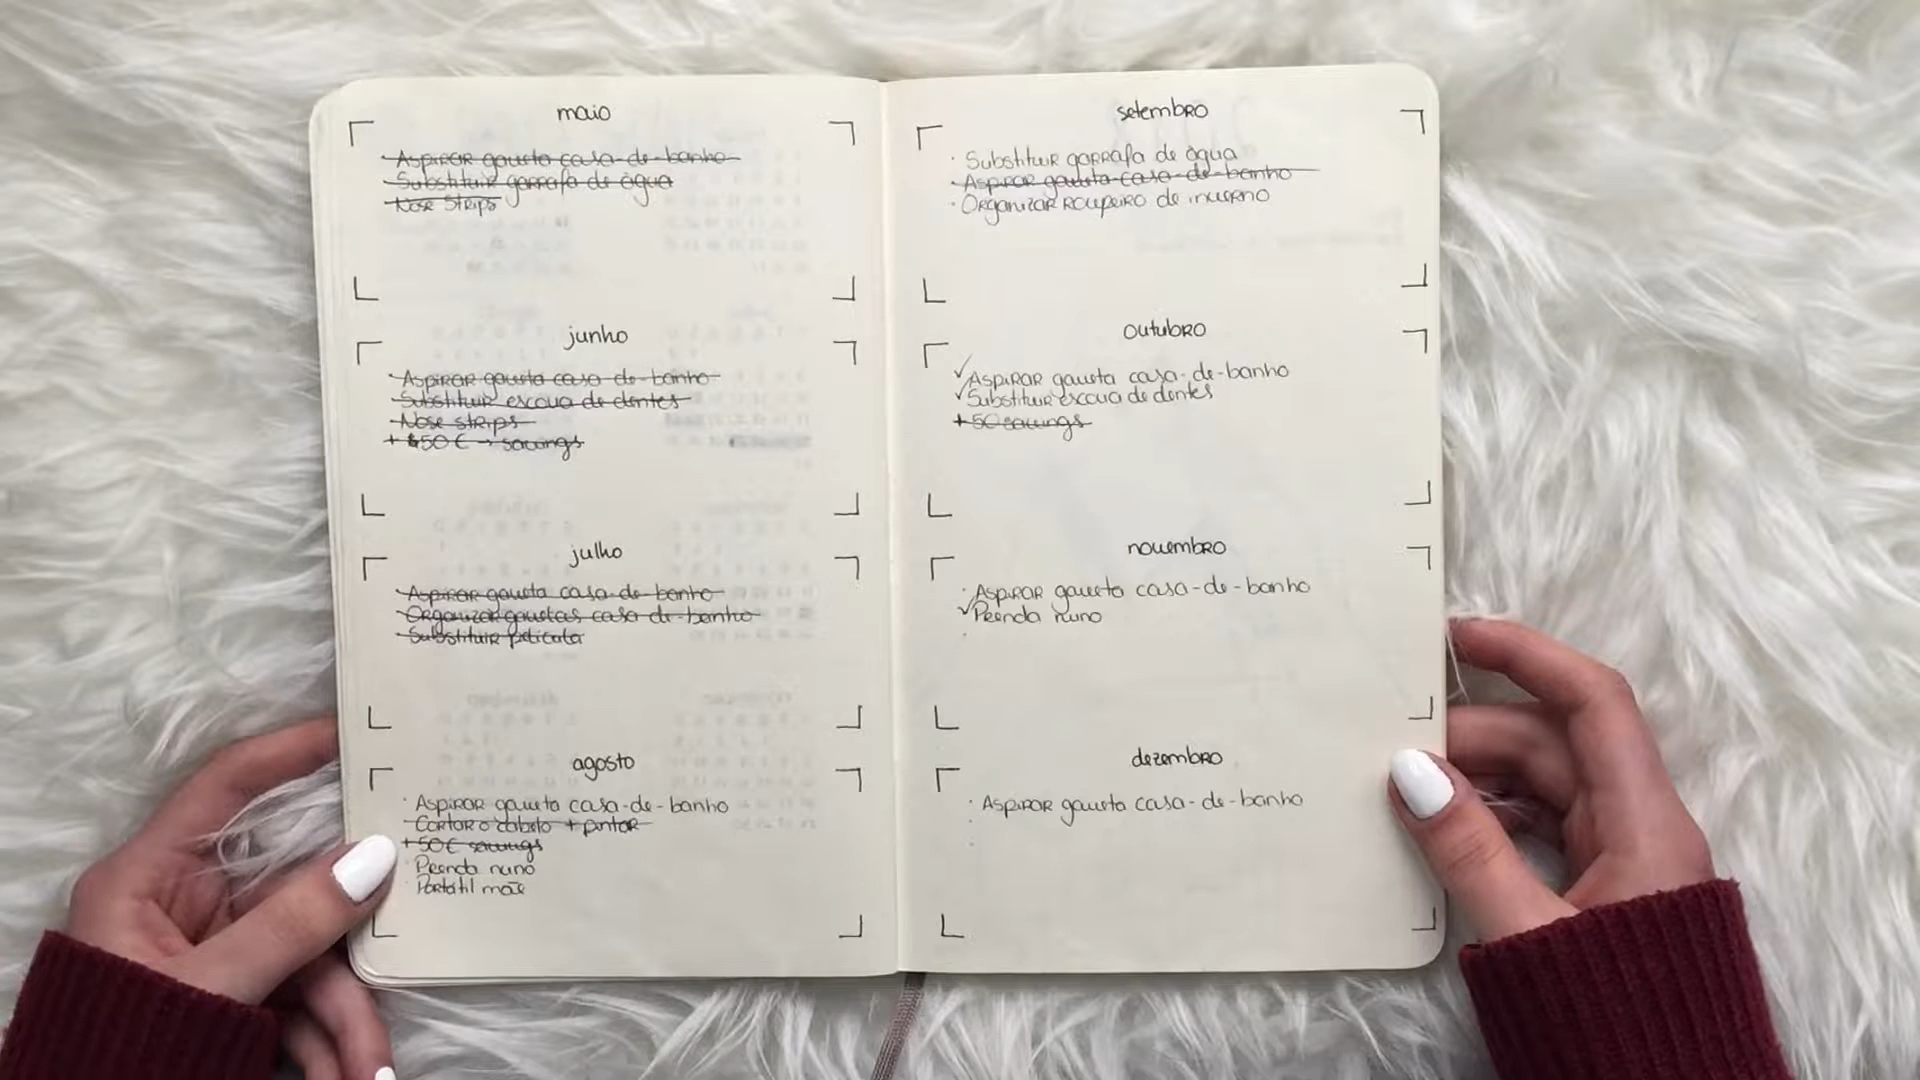 maio
Aspirar gaveta casa-de-banho
Substituir garrafa de água
Nose Strips
junho
Aspirar gaveta casa-de-banho
Substituir escova de dentes
Nose strips
+ 50€ → savings
julho
Aspirar gaveta casa-de-banho
Organizar gavetas casa-de-banho
Substituir película
agosto
· Aspirar gaveta casa-de-banho
Cortar o cabelo + pintar
+ 50€ savings
· Prenda nuno
· Portátil mãe
setembro
· Substituir garrafa de água
· Aspirar gaveta casa-de-banho
· Organizar roupeiro de inverno
outubro
✓ Aspirar gaveta casa-de-banho
✓ Substituir escova de dentes
+ 50 savings
novembro
· Aspirar gaveta casa-de-banho
✓ Prenda nuno
dezembro
· Aspirar gaveta casa-de-banho